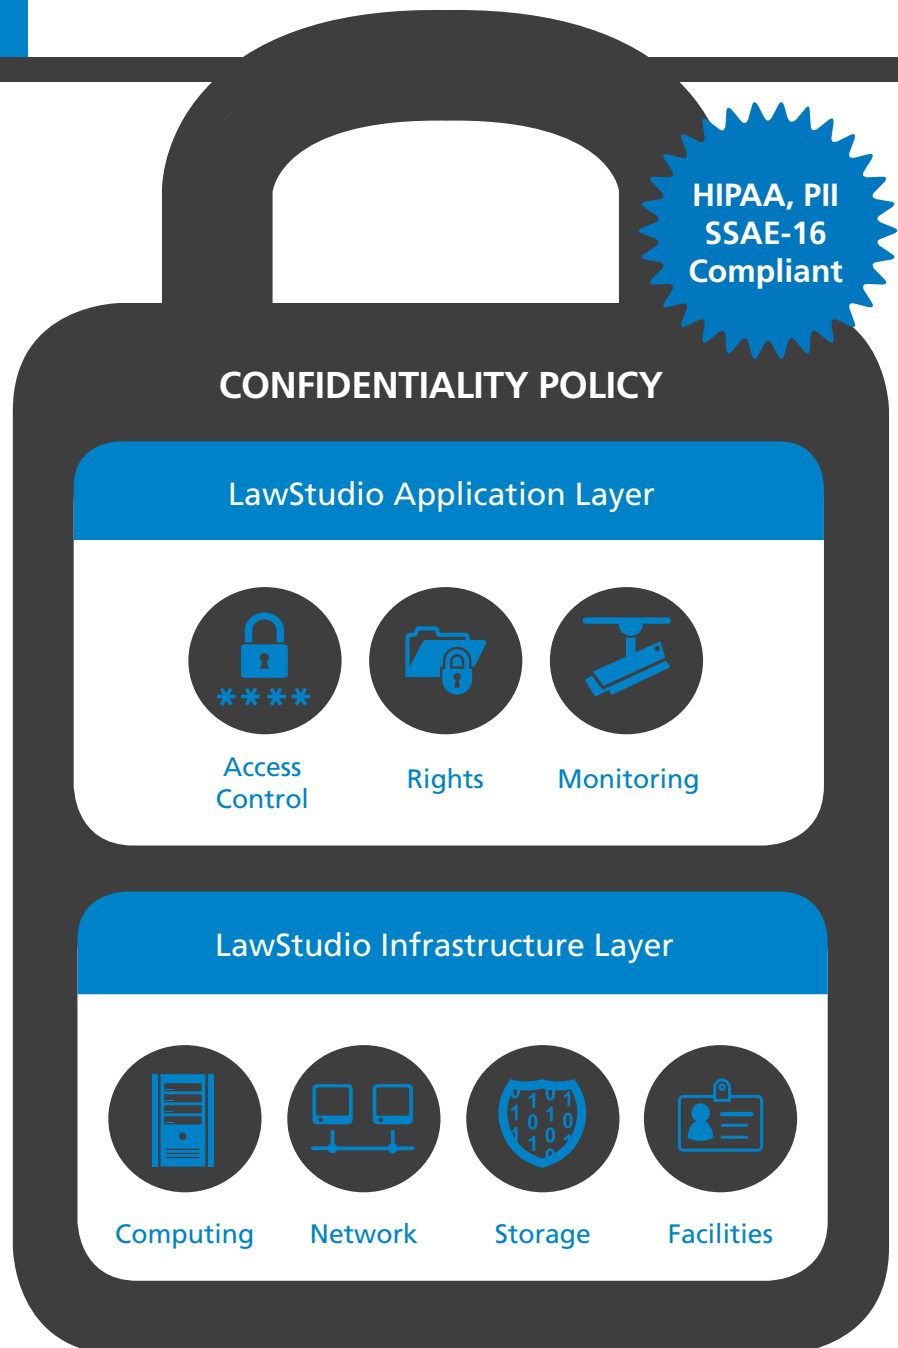 HIPAA, PII
SSAE-16
Compliant
CONFIDENTIALITY POLICY
LawStudio Application Layer
****
Access
Control
Rights
Monitoring
LawStudio Infrastructure Layer
Computing
Network
Storage
Facilities